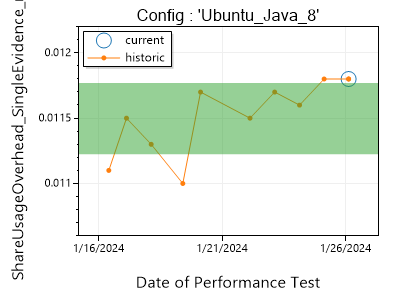 Config : 'Ubuntu_Java_8'
ShareUsageOverhead_SingleEvidence_
0.012
0.0115
0.011
current
historic
1/16/2024
1/21/2024
1/26/2024
Date of Performance Test